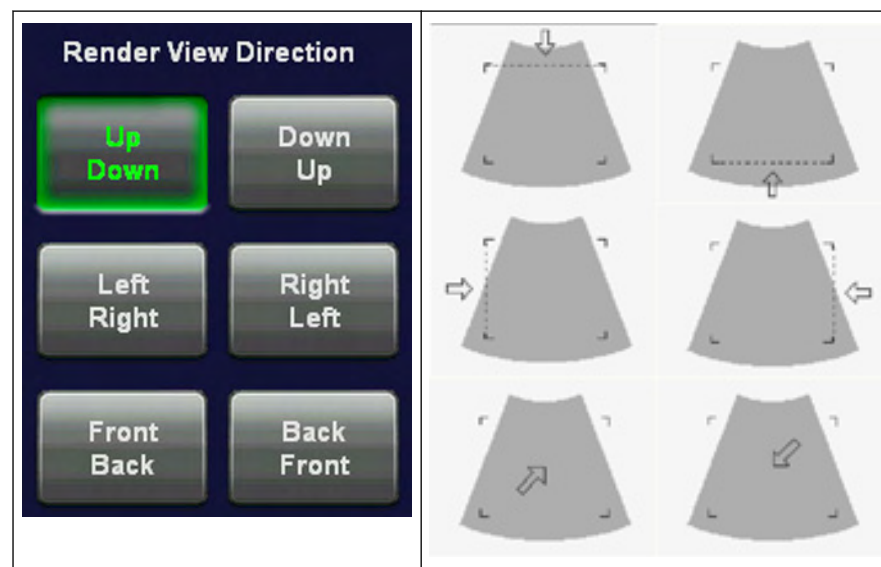 Render View Direction
Up
Down
Down
Up
Left
Right
Right
Left
Front
Back
Back
Front